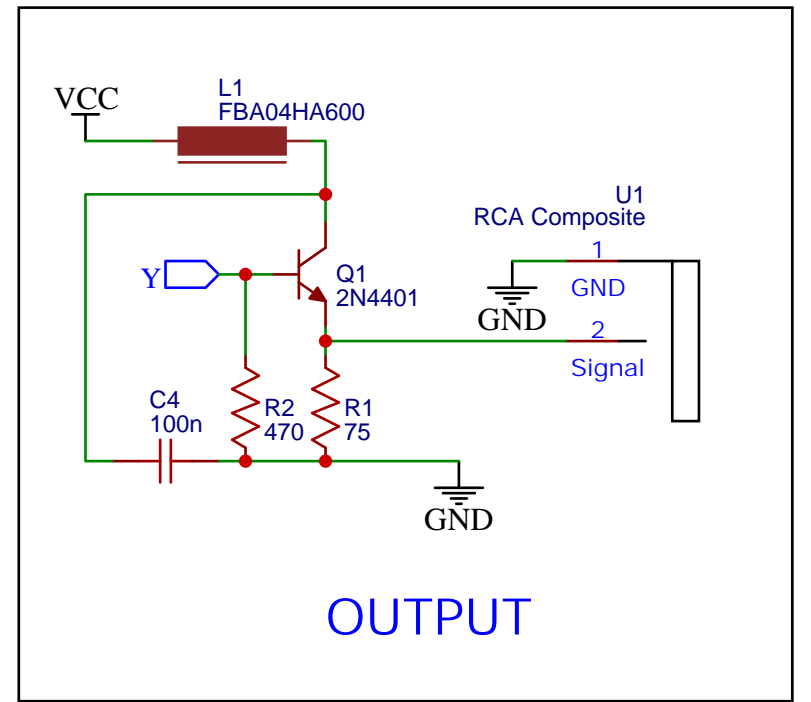 L1
FBA04HA600
VCC
U1
RCA Composite
1
GND
GND
2
Signal
Y
Q1
2N4401
C4
100n
R2
470
R1
75
GND
OUTPUT